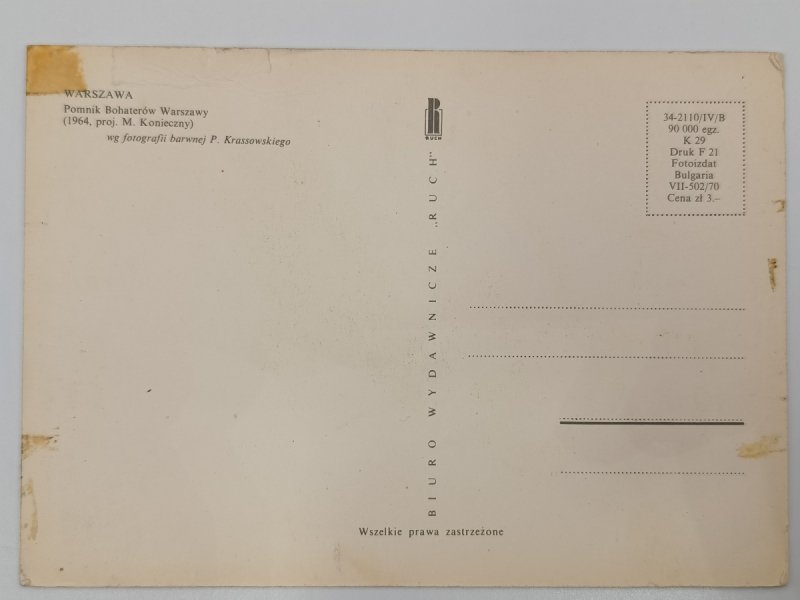 WARSZAWA
Pomnik Bohaterów Warszawy
(1964, proj. M. Konieczny)
wg fotografii barwnej P. Krassowskiego
RUCH
BIURO WYDAWNICZE „RUCH"
34-2110/IV/B
90 000 egz.
K 29
Druk F 21
Fotoizdat
Bulgaria
VII-502/70
Cena zł 3.–
Wszelkie prawa zastrzeżone